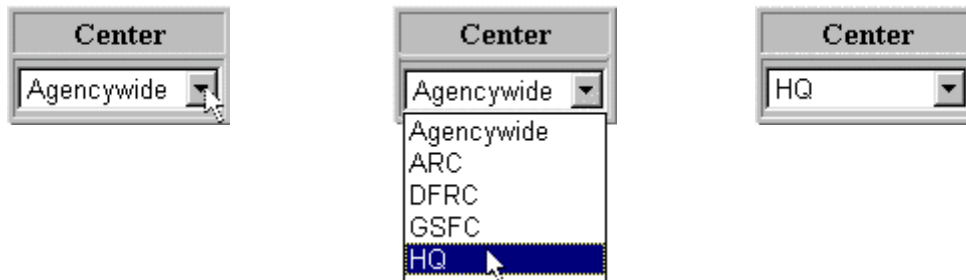 Center
Agencywide
Center
Agencywide
Agencywide
ARC
DFRC
GSFC
HQ
Center
HQ